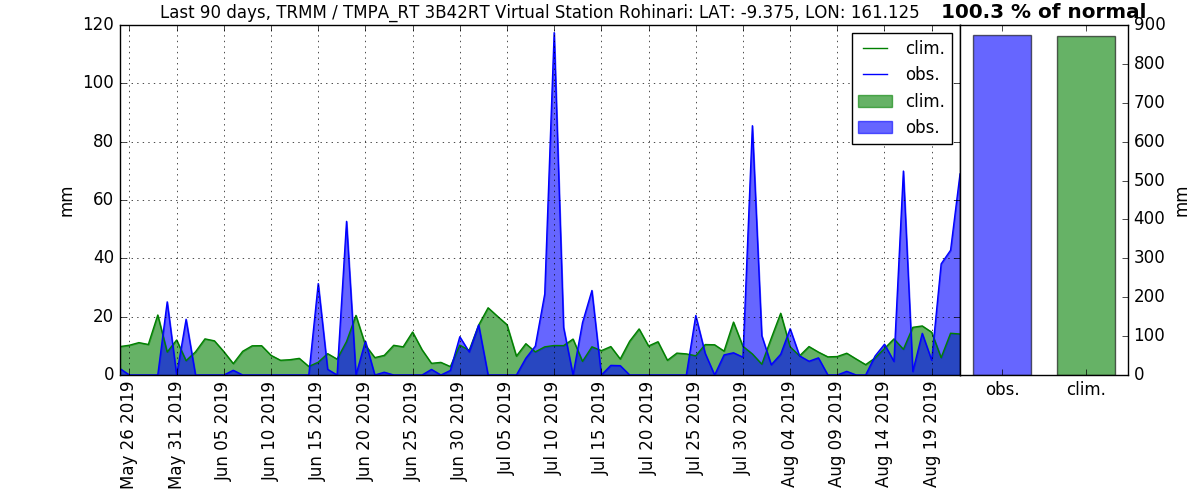 Last 90 days, TRMM / TMPA_RT 3B42RT Virtual Station Rohinari: LAT: -9.375, LON: 161.125
100.3 % of normal
120
100
80
60
40
20
0
mm
clim.
obs.
clim.
obs.
900
800
700
600
500
400
300
200
100
0
mm
obs.
clim.
May 26 2019
May 31 2019
Jun 05 2019
Jun 10 2019
Jun 15 2019
Jun 20 2019
Jun 25 2019
Jun 30 2019
Jul 05 2019
Jul 10 2019
Jul 15 2019
Jul 20 2019
Jul 25 2019
Jul 30 2019
Aug 04 2019
Aug 09 2019
Aug 14 2019
Aug 19 2019